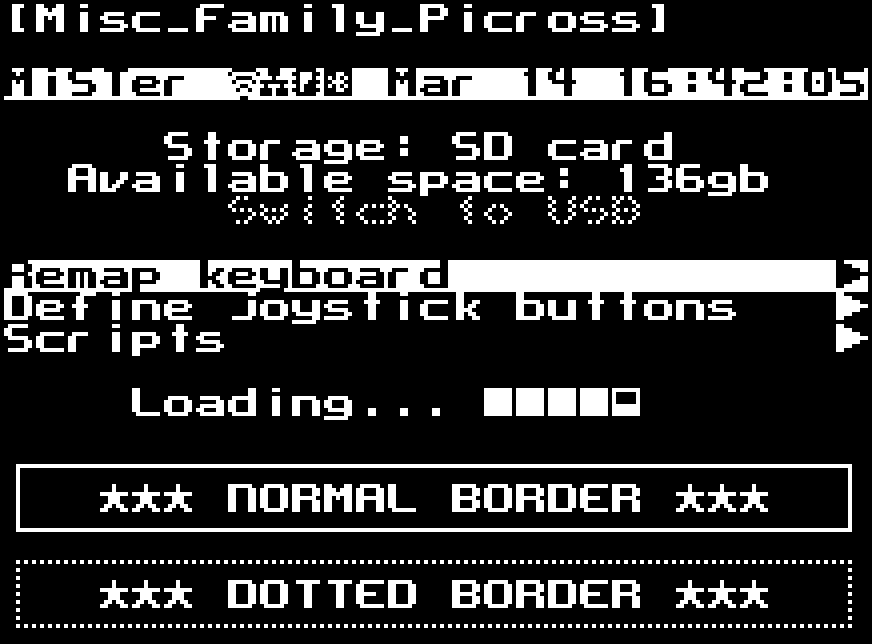 [Misc_Family_Picross]
MiSTer Mar 14 16:42:05
Storage: SD card
Available space: 136gb
Switch to USB
Remap keyboard
Define joystick buttons
Scripts
Loading...
★★★ NORMAL BORDER ★★★
★★★ DOTTED BORDER ★★★